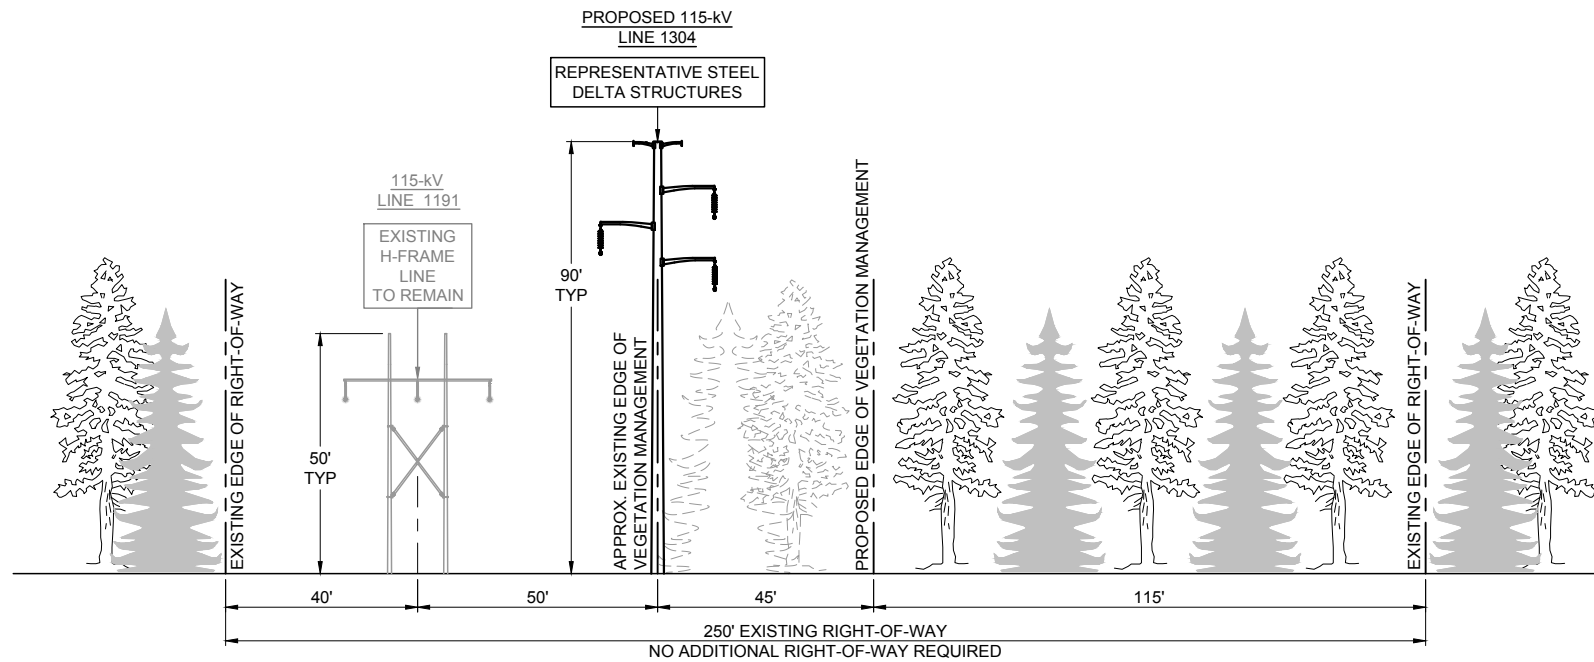 PROPOSED 115-kV
LINE 1304
REPRESENTATIVE STEEL
DELTA STRUCTURES
115-kV
LINE 1191
EXISTING
H-FRAME
LINE
TO REMAIN
90'
TYP
50'
TYP
EXISTING EDGE OF RIGHT-OF-WAY
APPROX. EXISTING EDGE OF
VEGETATION MANAGEMENT
PROPOSED EDGE OF VEGETATION MANAGEMENT
EXISTING EDGE OF RIGHT-OF-WAY
40'
50'
45'
115'
250' EXISTING RIGHT-OF-WAY
NO ADDITIONAL RIGHT-OF-WAY REQUIRED